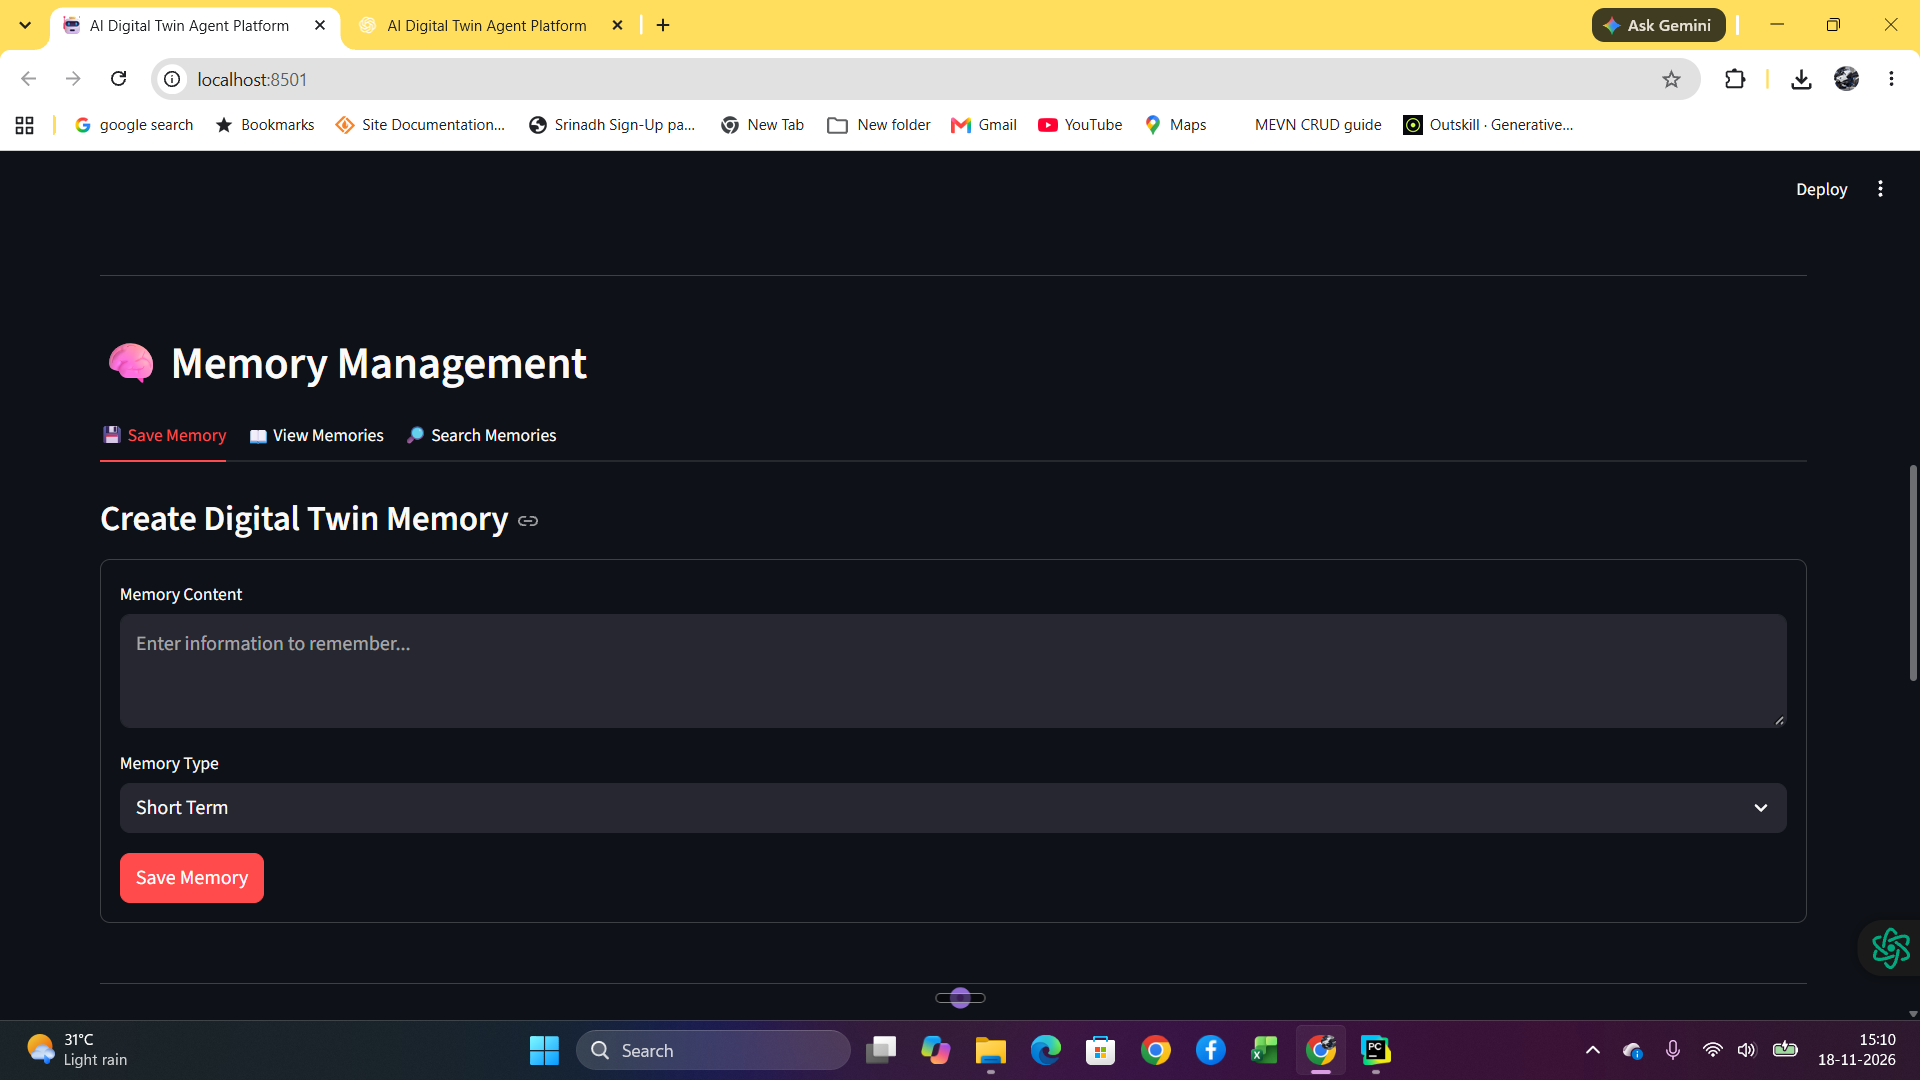 AI Digital Twin Agent Platform
AI Digital Twin Agent Platform
Ask Gemini
localhost:8501
google search
Bookmarks
Site Documentation...
Srinadh Sign-Up pa...
New Tab
New folder
Gmail
YouTube
Maps
MEVN CRUD guide
Outskill · Generative...
Deploy
Memory Management
Save Memory
View Memories
Search Memories
Create Digital Twin Memory
Memory Content
Enter information to remember...
Memory Type
Short Term
Save Memory
31°C
Light rain
Search
PC
15:10
18-11-2026